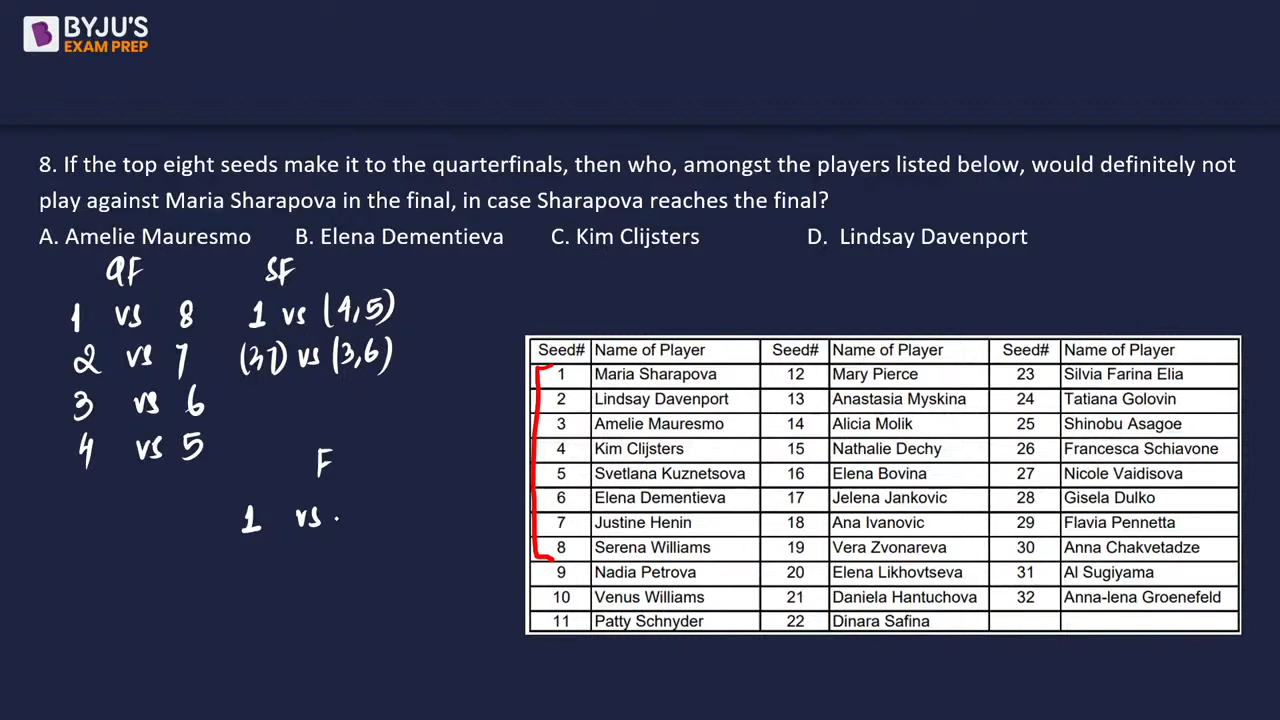 BYJU'S
EXAM PREP
8. If the top eight seeds make it to the quarterfinals, then who, amongst the players listed below, would definitely not
play against Maria Sharapova in the final, in case Sharapova reaches the final?
A. Amelie Mauresmo B. Elena Dementieva C. Kim Clijsters D. Lindsay Davenport
QF SF
1 vs 8 1 vs (4,5)
2 vs 7 (2,7) vs (3,6)
3 vs 6
4 vs 5
F
1 vs .
Seed# Name of Player Seed# Name of Player Seed# Name of Player
1 Maria Sharapova 12 Mary Pierce 23 Silvia Farina Elia
2 Lindsay Davenport 13 Anastasia Myskina 24 Tatiana Golovin
3 Amelie Mauresmo 14 Alicia Molik 25 Shinobu Asagoe
4 Kim Clijsters 15 Nathalie Dechy 26 Francesca Schiavone
5 Svetlana Kuznetsova 16 Elena Bovina 27 Nicole Vaidisova
6 Elena Dementieva 17 Jelena Jankovic 28 Gisela Dulko
7 Justine Henin 18 Ana Ivanovic 29 Flavia Pennetta
8 Serena Williams 19 Vera Zvonareva 30 Anna Chakvetadze
9 Nadia Petrova 20 Elena Likhovtseva 31 Al Sugiyama
10 Venus Williams 21 Daniela Hantuchova 32 Anna-lena Groenefeld
11 Patty Schnyder 22 Dinara Safina